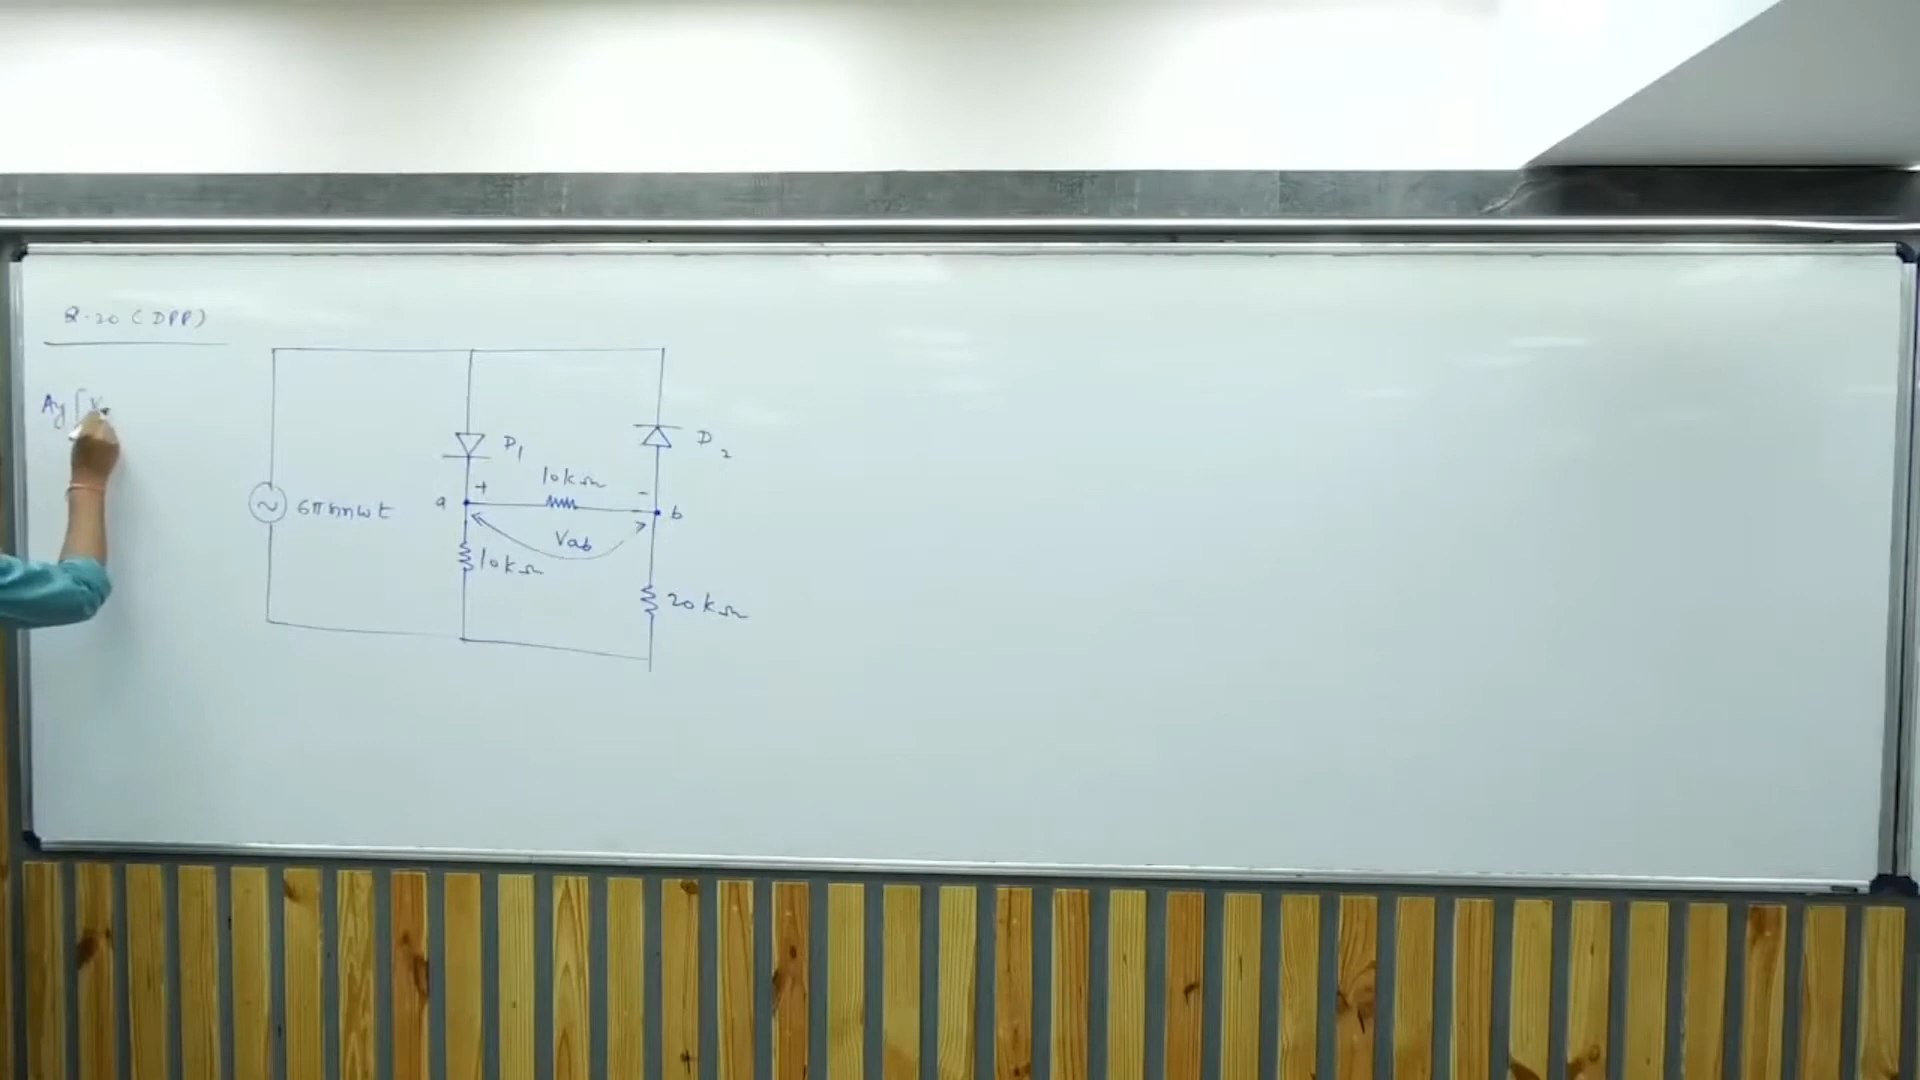 Q.20 (DPP)
Avg [V
D1
D2
10kΩ
+
-
a
b
6π sinωt
Vab
10kΩ
20kΩ